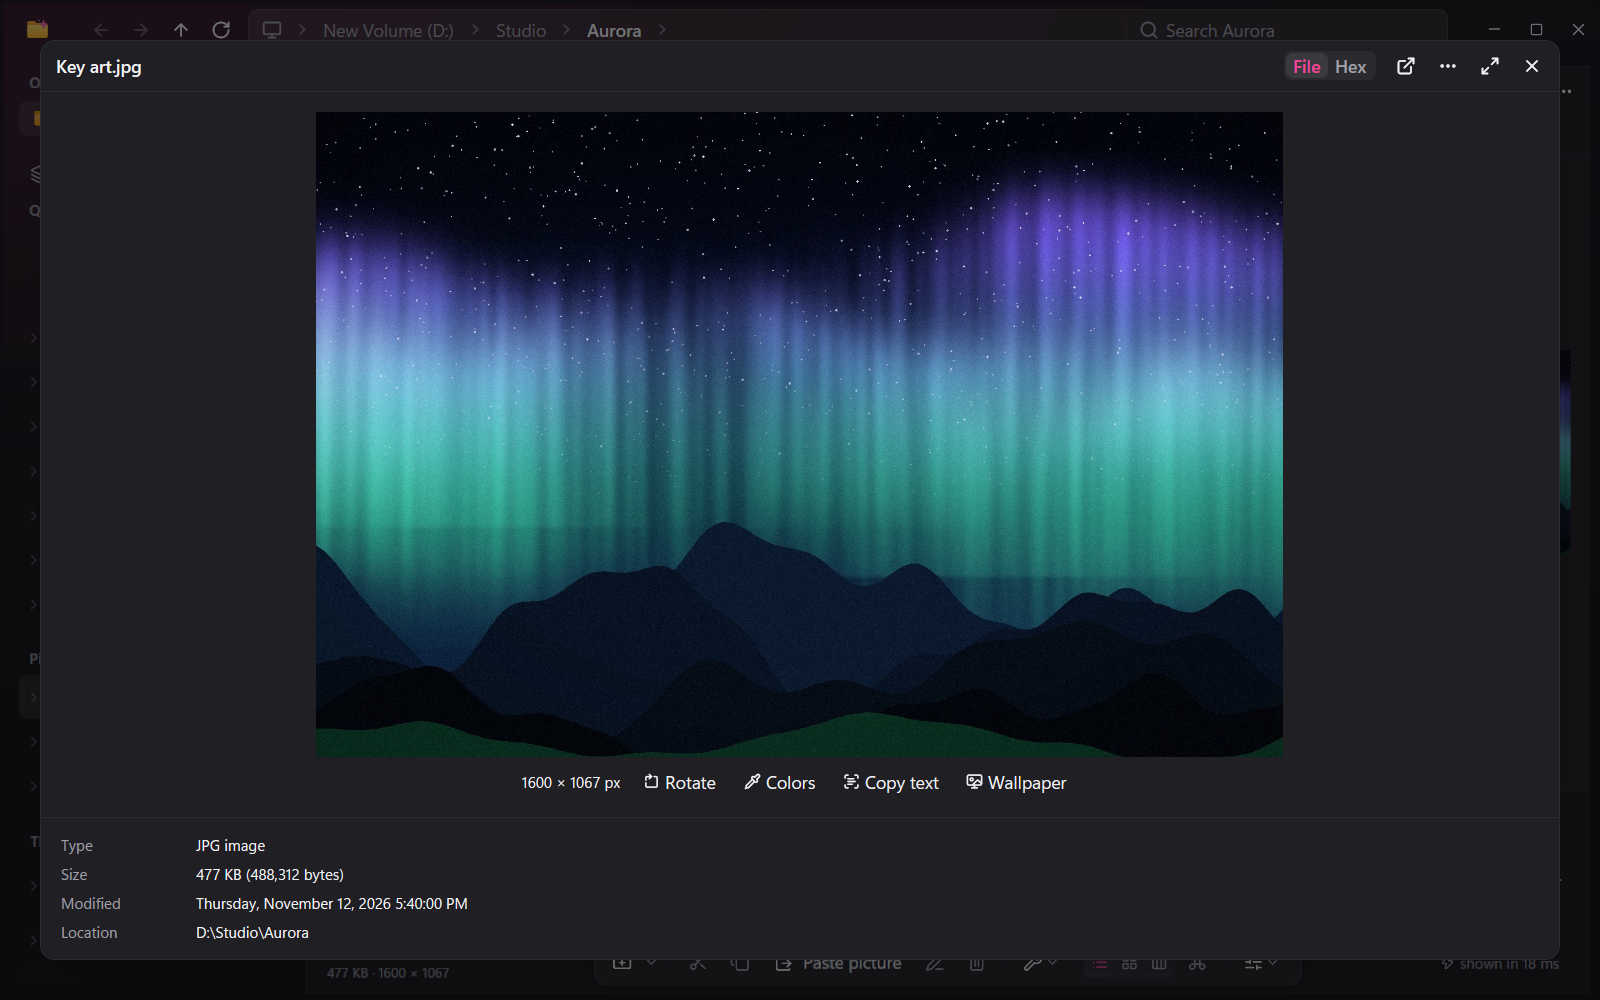 New Volume (D:) Studio Aurora
Search Aurora
Key art.jpg
File Hex
1600 × 1067 px Rotate Colors Copy text Wallpaper
Type JPG image
Size 477 KB (488,312 bytes)
Modified Thursday, November 12, 2026 5:40:00 PM
Location D:\Studio\Aurora
477 KB · 1600 × 1067
Paste picture
shown in 18 ms